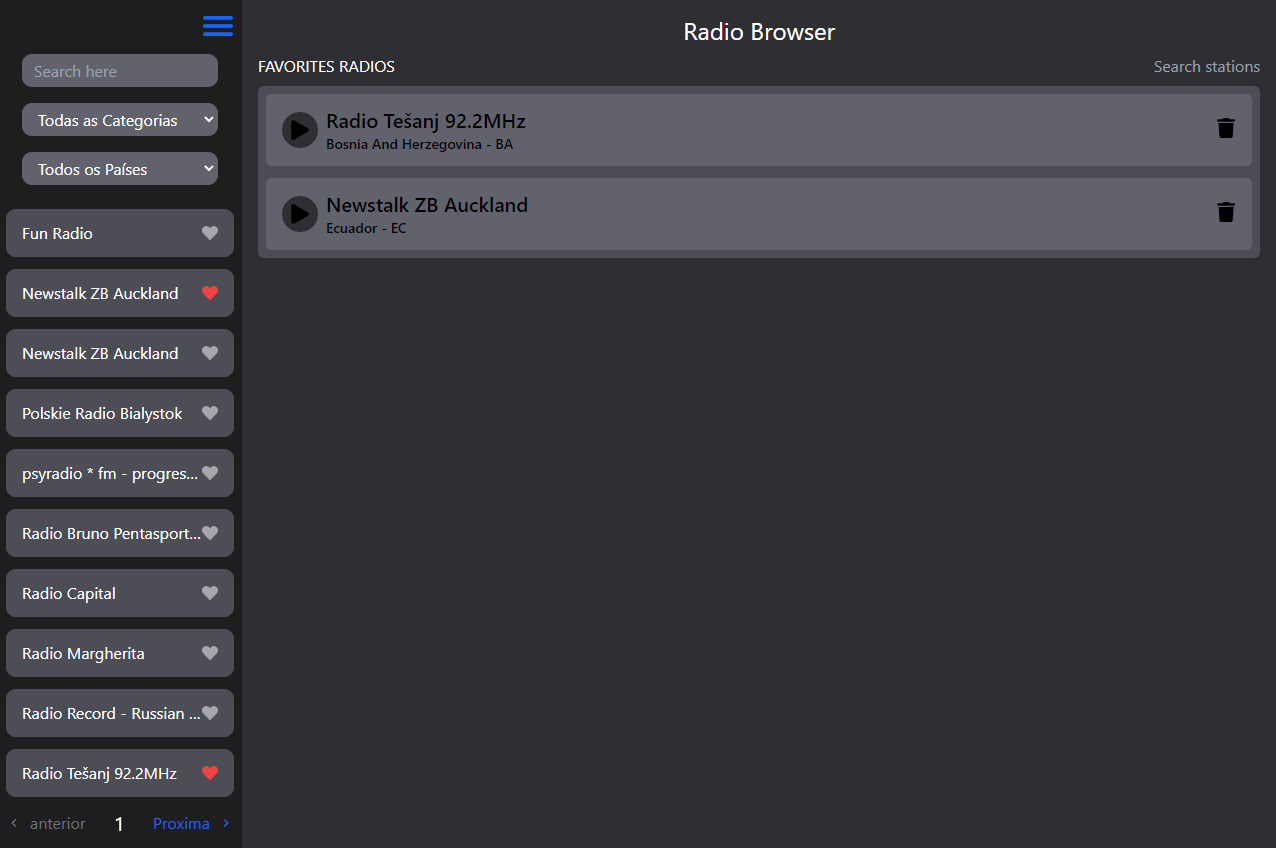 Search here
Todas as Categorias
Todos os Países
Fun Radio
Newstalk ZB Auckland
Newstalk ZB Auckland
Polskie Radio Bialystok
psyradio * fm - progres...
Radio Bruno Pentasport...
Radio Capital
Radio Margherita
Radio Record - Russian ...
Radio Tešanj 92.2MHz
anterior 1 Proxima
Radio Browser
FAVORITES RADIOS Search stations
Radio Tešanj 92.2MHz
Bosnia And Herzegovina - BA
Newstalk ZB Auckland
Ecuador - EC